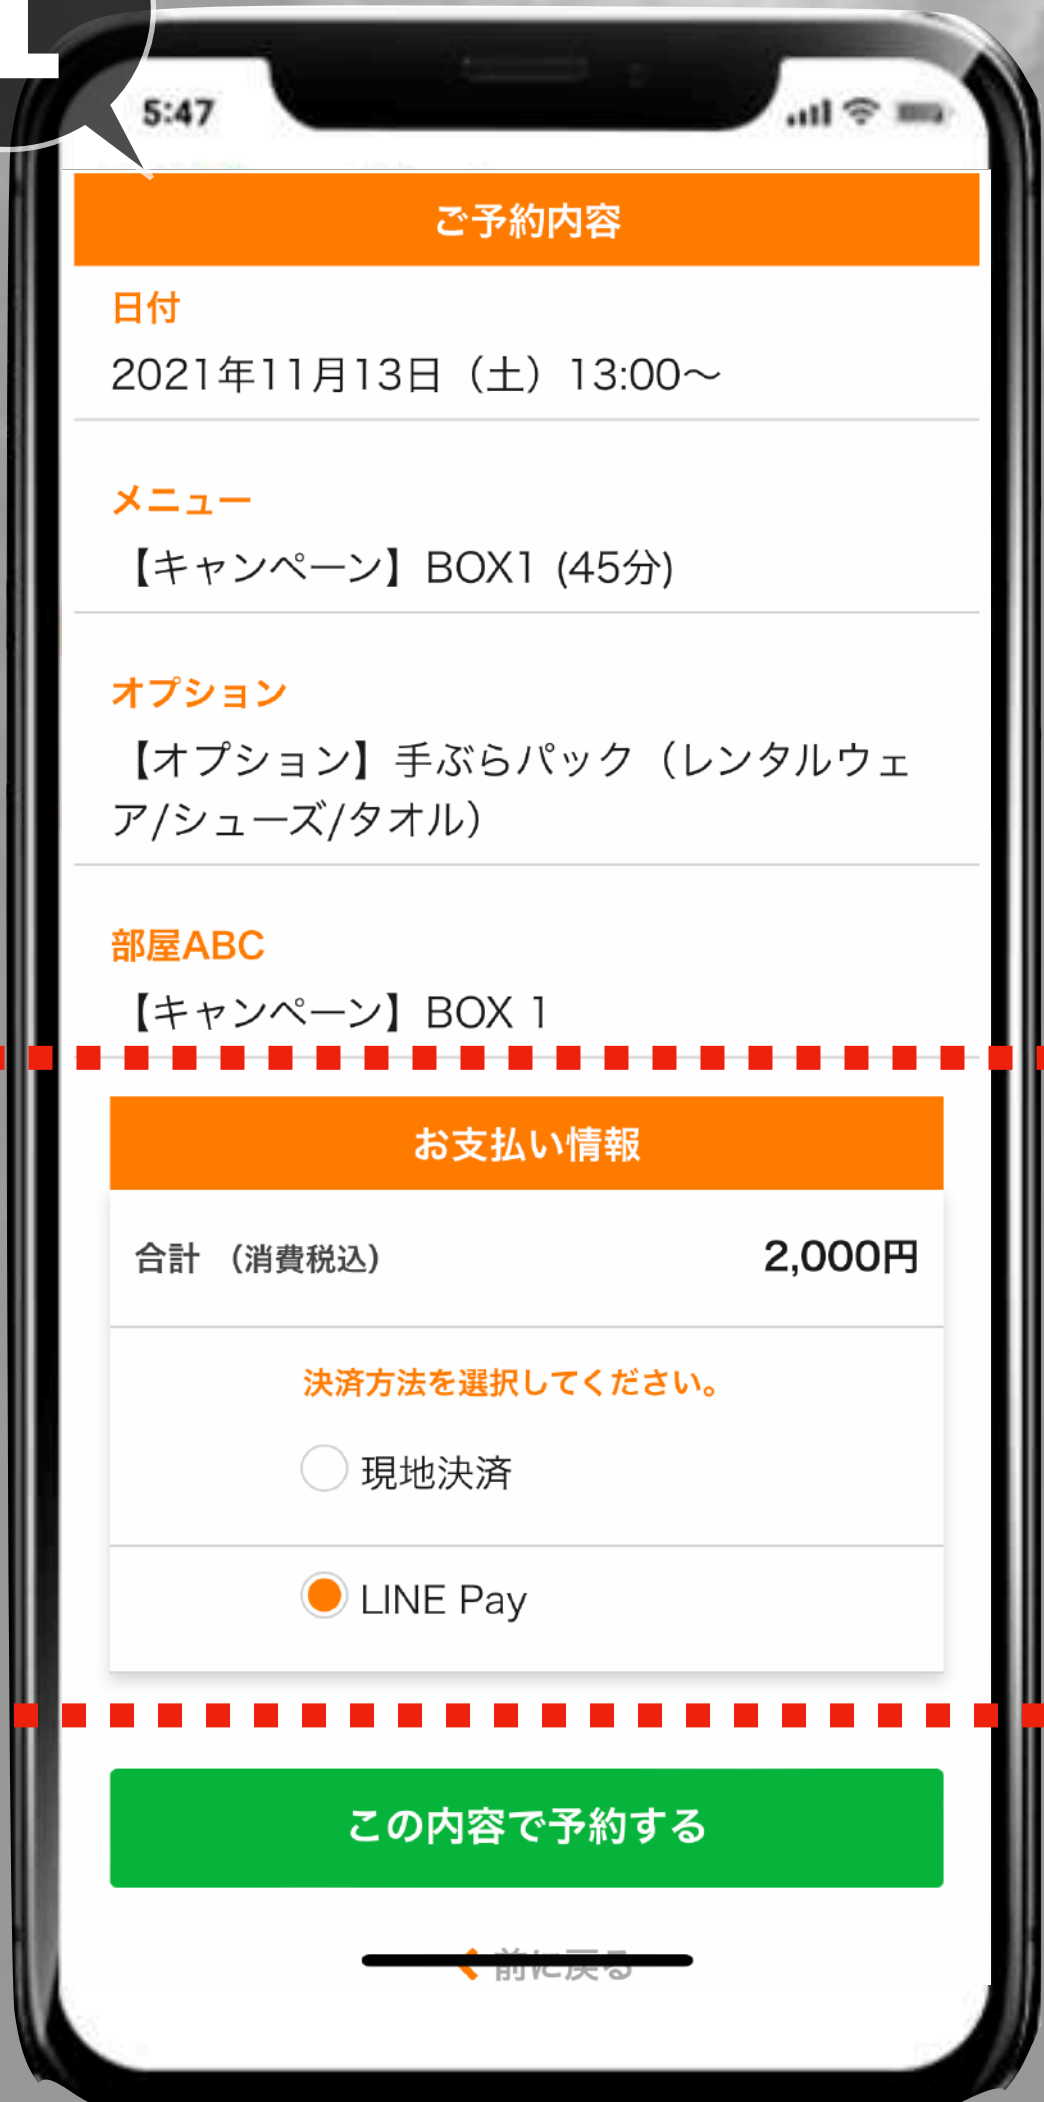 5:47
ご予約内容
日付
2021年11月13日（土）13:00〜
メニュー
【キャンペーン】BOX1 (45分)
オプション
【オプション】手ぶらパック（レンタルウェ
ア/シューズ/タオル）
部屋ABC
【キャンペーン】BOX 1
お支払い情報
合計 （消費税込） 2,000円
決済方法を選択してください。
現地決済
LINE Pay
この内容で予約する
前に戻る